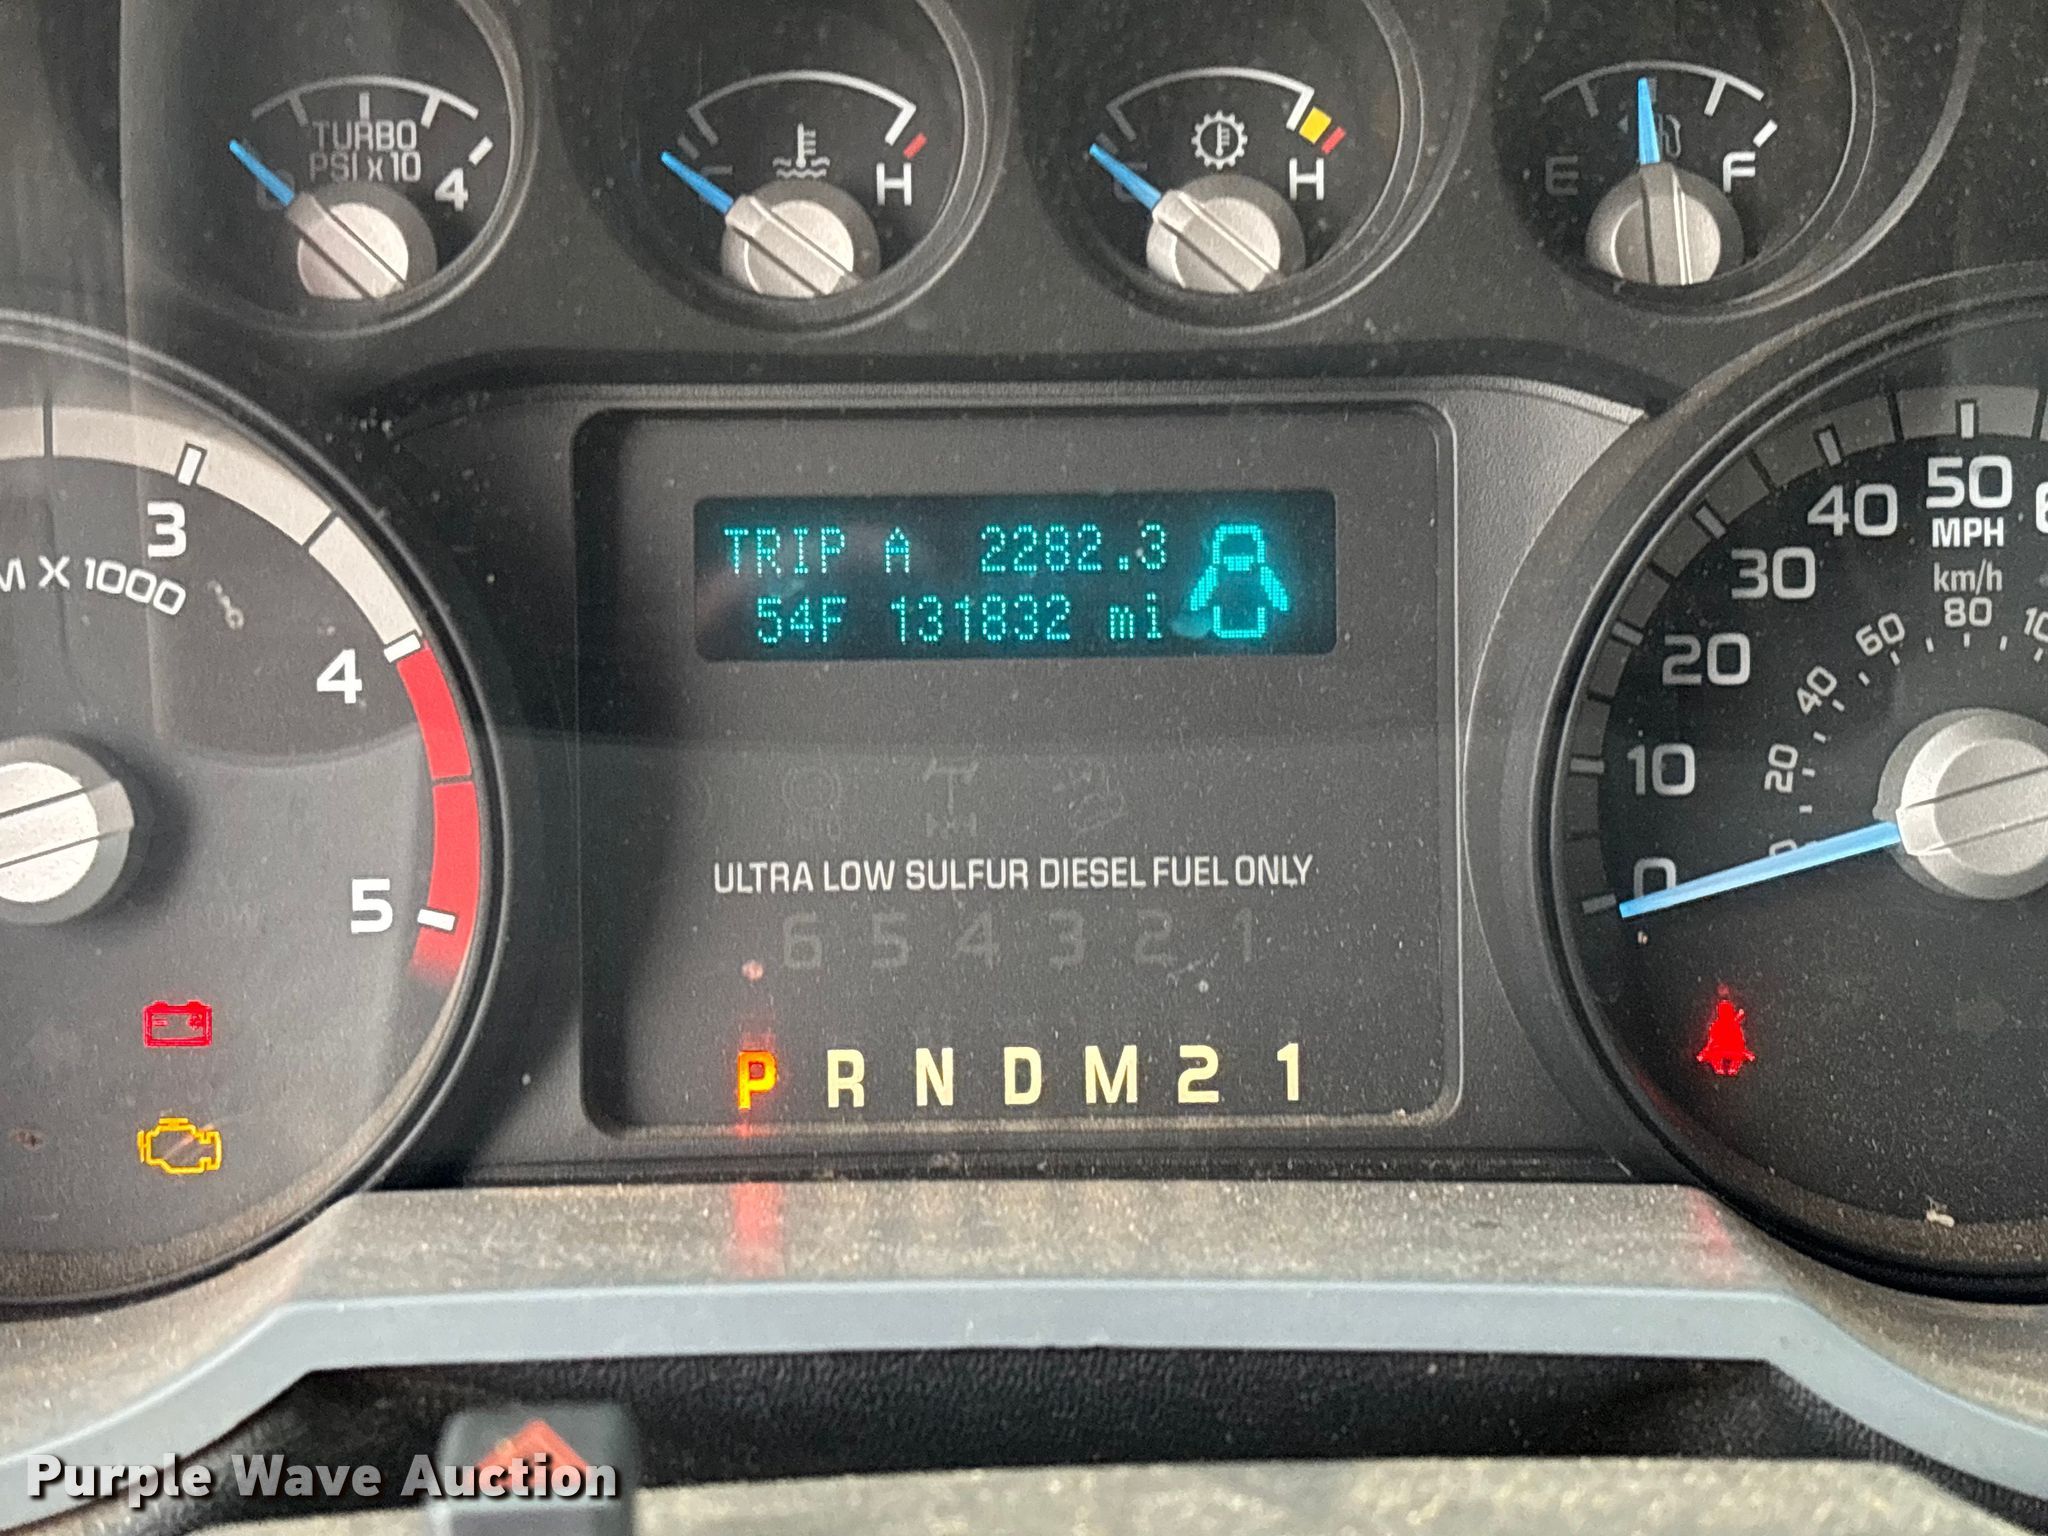 TURBO
PSI x 10
4
H
H
E
F
3
M X 1000
4
5
TRIP A 2282.3
54F 131832 mi
ULTRA LOW SULFUR DIESEL FUEL ONLY
6 5 4 3 2 1
P R N D M 2 1
50
MPH
km/h
40
30
20
10
0
80
60
40
20
0
Purple Wave Auction